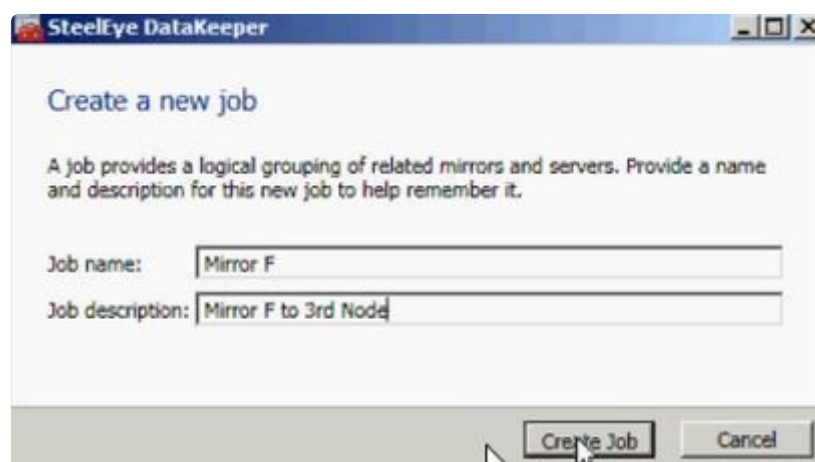 SteelEye DataKeeper
Create a new job
A job provides a logical grouping of related mirrors and servers. Provide a name
and description for this new job to help remember it.
Job name: Mirror F
Job description: Mirror F to 3rd Node
Create Job Cancel